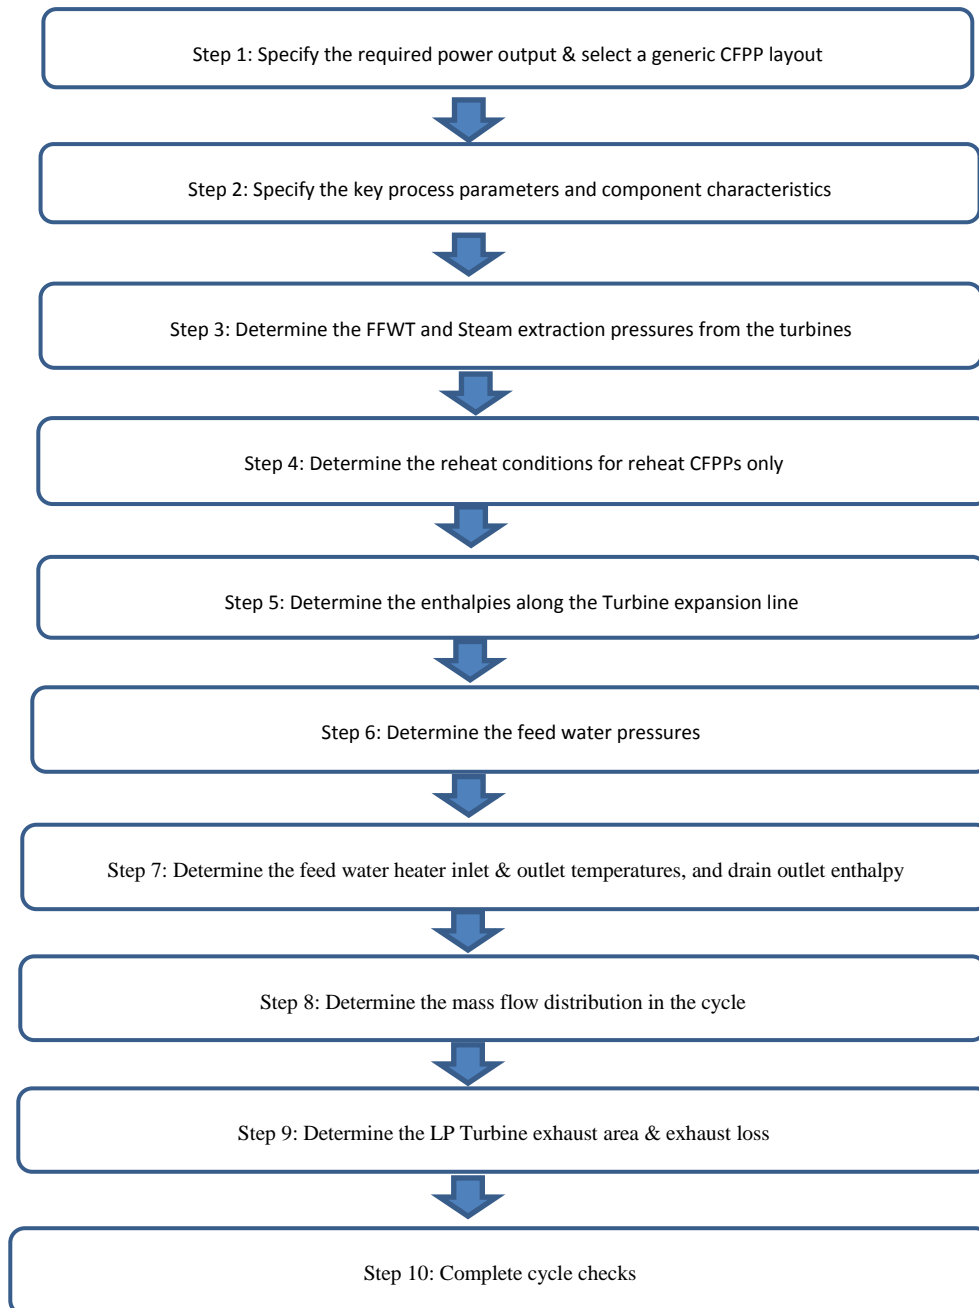 Step 1: Specify the required power output & select a generic CFPP layout
Step 2: Specify the key process parameters and component characteristics
Step 3: Determine the FFWT and Steam extraction pressures from the turbines
Step 4: Determine the reheat conditions for reheat CFPPs only
Step 5: Determine the enthalpies along the Turbine expansion line
Step 6: Determine the feed water pressures
Step 7: Determine the feed water heater inlet & outlet temperatures, and drain outlet enthalpy
Step 8: Determine the mass flow distribution in the cycle
Step 9: Determine the LP Turbine exhaust area & exhaust loss
Step 10: Complete cycle checks